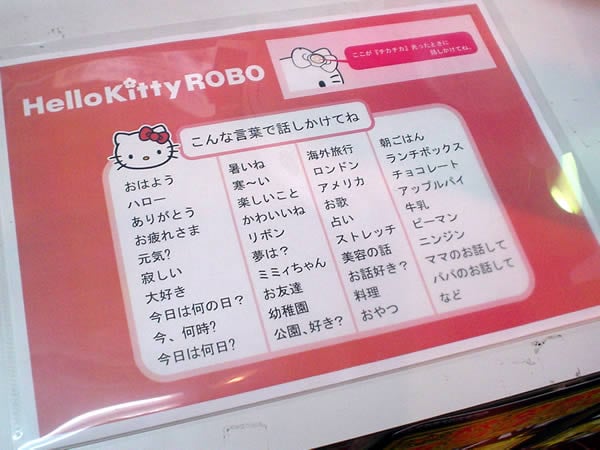 Hello Kitty ROBO
ここが『チカチカ』光ったときに
話しかけてね。
こんな言葉で話しかけてね
おはよう
ハロー
ありがとう
お疲れさま
元気?
寂しい
大好き
今日は何の日?
今、何時?
今日は何日?
暑いね
寒〜い
楽しいこと
かわいいね
リボン
夢は?
ミミィちゃん
お友達
幼稚園
公園、好き?
海外旅行
ロンドン
アメリカ
お歌
占い
ストレッチ
美容の話
お話好き?
料理
おやつ
朝ごはん
ランチボックス
チョコレート
アップルパイ
牛乳
ピーマン
ニンジン
ママのお話して
パパのお話して
など